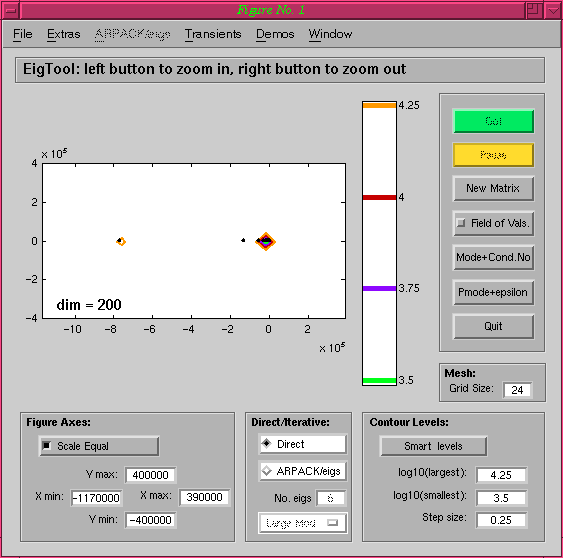 Figure No. 1
File Extras ARPACK/eigs Transients Demos Window
EigTool: left button to zoom in, right button to zoom out
x 10^5
4
2
0
−2
−4
dim = 200
−10 −8 −6 −4 −2 0 2
x 10^5
4.25
4
3.75
3.5
Go!
Pause
New Matrix
Field of Vals.
Mode+Cond.No
Pmode+epsilon
Quit
Mesh:
Grid Size: 24
Figure Axes:
Scale Equal
Y max: 400000
X min: -1170000 X max: 390000
Y min: -400000
Direct/Iterative:
Direct
ARPACK/eigs
No. eigs 6
Large Mod
Contour Levels:
Smart levels
log10(largest): 4.25
log10(smallest): 3.5
Step size: 0.25